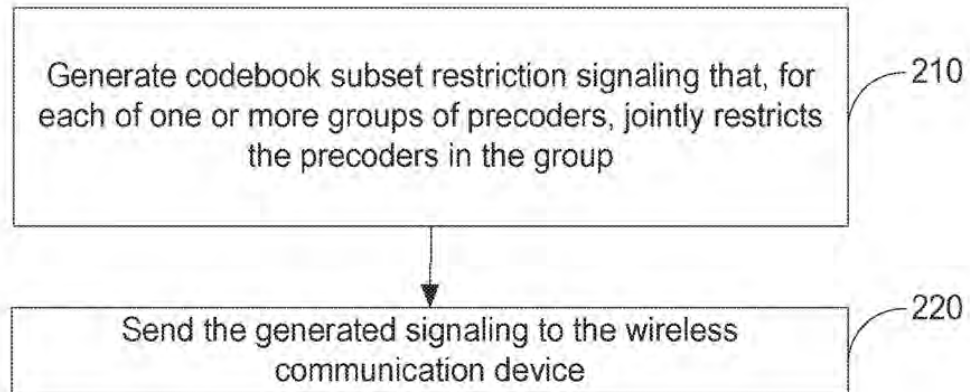 Generate codebook subset restriction signaling that, for
each of one or more groups of precoders, jointly restricts
the precoders in the group
210
Send the generated signaling to the wireless
communication device
220